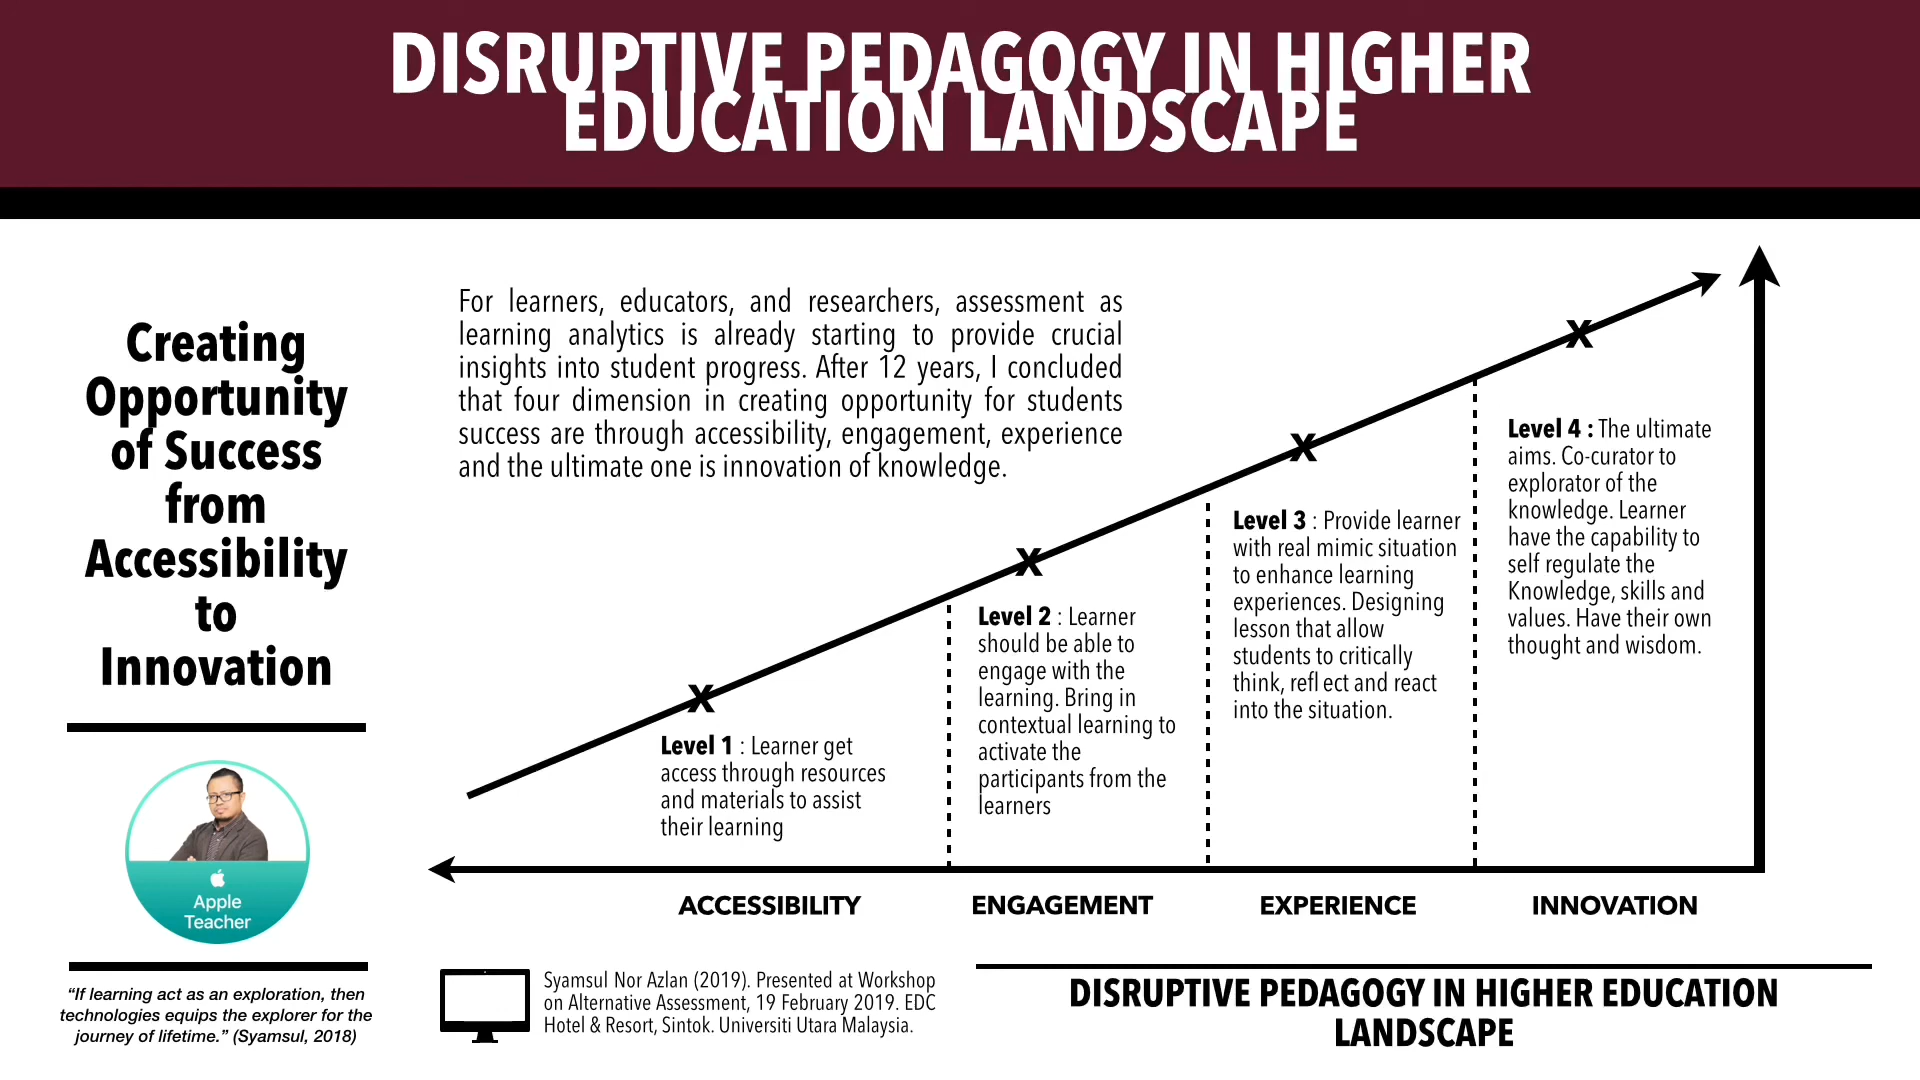 DISRUPTIVE PEDAGOGY IN HIGHER
EDUCATION LANDSCAPE
Creating
Opportunity
of Success
from
Accessibility
to
Innovation
Apple
Teacher
“If learning act as an exploration, then
technologies equips the explorer for the
journey of lifetime.” (Syamsul, 2018)
For learners, educators, and researchers, assessment as
learning analytics is already starting to provide crucial
insights into student progress. After 12 years, I concluded
that four dimension in creating opportunity for students
success are through accessibility, engagement, experience
and the ultimate one is innovation of knowledge.
X
X
X
X
Level 1 : Learner get
access through resources
and materials to assist
their learning
Level 2 : Learner
should be able to
engage with the
learning. Bring in
contextual learning to
activate the
participants from the
learners
Level 3 : Provide learner
with real mimic situation
to enhance learning
experiences. Designing
lesson that allow
students to critically
think, refl ect and react
into the situation.
Level 4 : The ultimate
aims. Co-curator to
explorator of the
knowledge. Learner
have the capability to
self regulate the
Knowledge, skills and
values. Have their own
thought and wisdom.
ACCESSIBILITY
ENGAGEMENT
EXPERIENCE
INNOVATION
Syamsul Nor Azlan (2019). Presented at Workshop
on Alternative Assessment, 19 February 2019. EDC
Hotel & Resort, Sintok. Universiti Utara Malaysia.
DISRUPTIVE PEDAGOGY IN HIGHER EDUCATION
LANDSCAPE